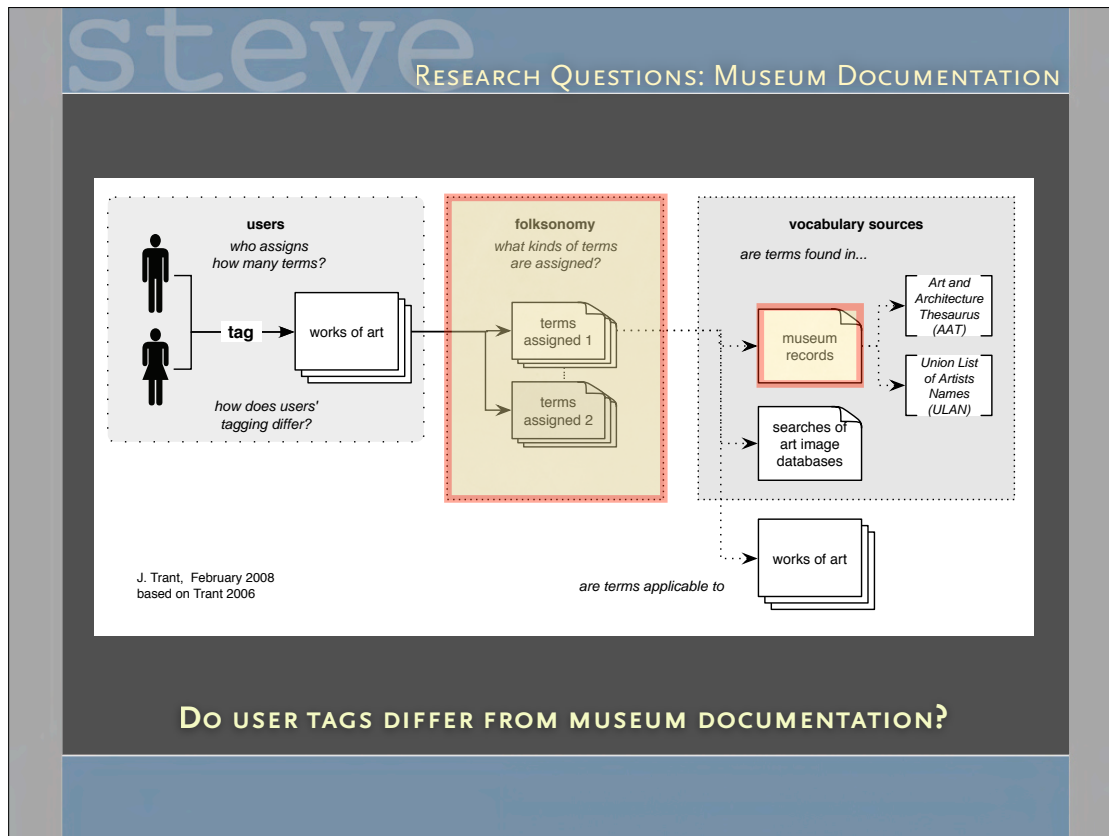 steve
Research Questions: Museum Documentation
users
who assigns
how many terms?
tag
works of art
how does users'
tagging differ?
folksonomy
what kinds of terms
are assigned?
terms
assigned 1
terms
assigned 2
vocabulary sources
are terms found in...
museum
records
Art and
Architecture
Thesaurus
(AAT)
Union List
of Artists
Names
(ULAN)
searches of
art image
databases
works of art
are terms applicable to
J. Trant, February 2008
based on Trant 2006
Do user tags differ from museum documentation?